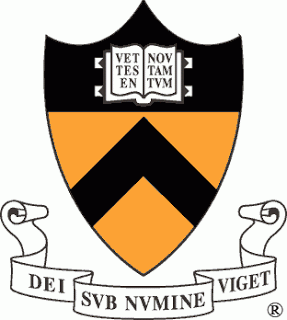 VET NOV
TES TAM
EN TVM
DEI SVB NVMINE VIGET
®